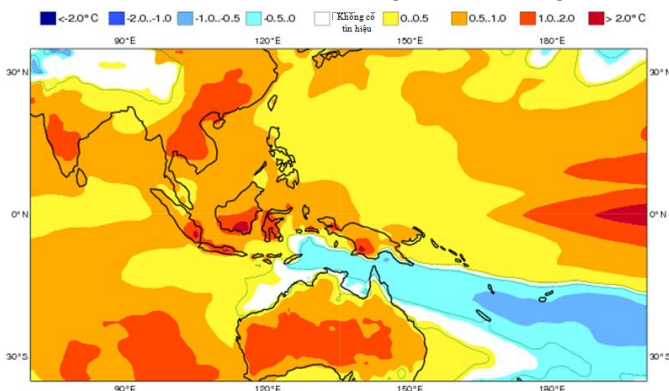 <-2.0° C -2.0..-1.0 -1.0..-0.5 -0.5..0 Không có tín hiệu 0..0.5 0.5..1.0 1.0..2.0 > 2.0° C
90°E 120°E 150°E 180°E
30°N 30°N
0°N 0°N
30°S 30°S
90°E 120°E 150°E 180°E